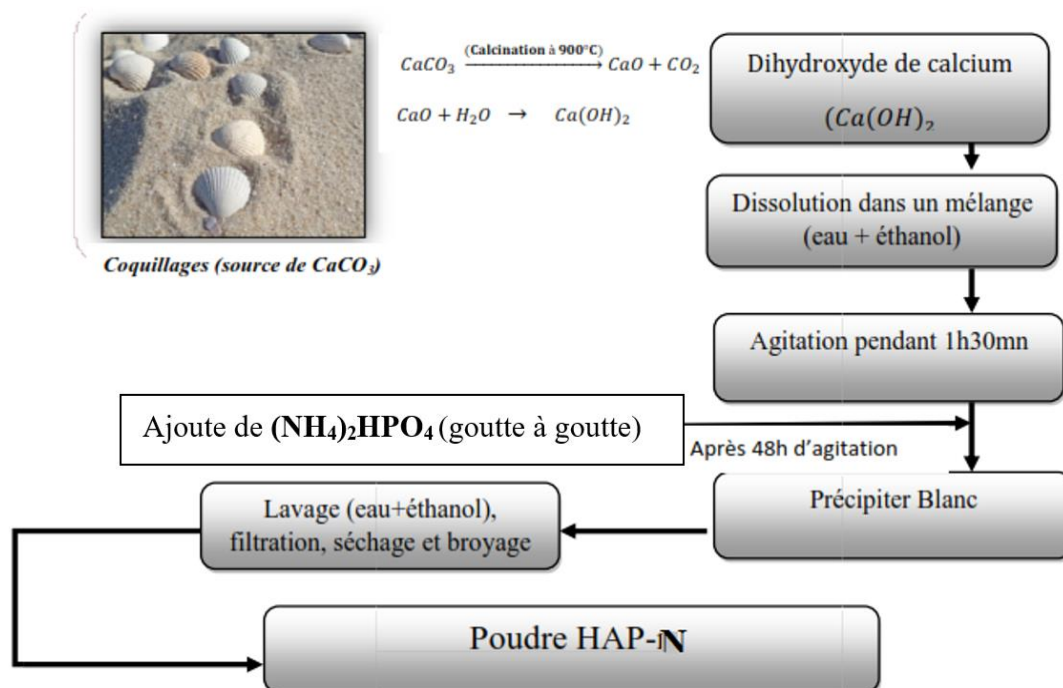 (Calcination à 900°C)
CaCO₃ → CaO + CO₂
CaO + H₂O → Ca(OH)₂
Coquillages (source de CaCO₃)
Dihydroxyde de calcium
(Ca(OH)₂
Dissolution dans un mélange
(eau + éthanol)
Agitation pendant 1h30mn
Ajoute de (NH₄)₂HPO₄ (goutte à goutte)
Après 48h d'agitation
Précipiter Blanc
Lavage (eau+éthanol),
filtration, séchage et broyage
Poudre HAP-N